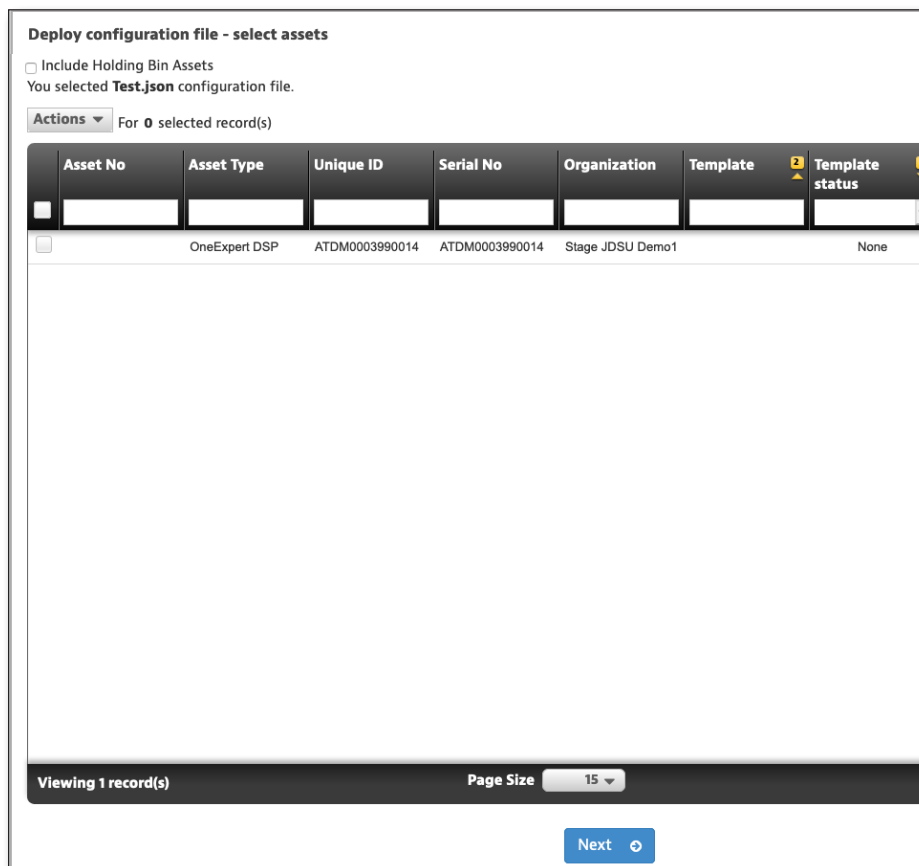 Deploy configuration file - select assets
Include Holding Bin Assets
You selected Test.json configuration file.
Actions For 0 selected record(s)
Asset No Asset Type Unique ID Serial No Organization Template 2 Template status
OneExpert DSP ATDM0003990014 ATDM0003990014 Stage JDSU Demo1 None
Viewing 1 record(s) Page Size 15
Next